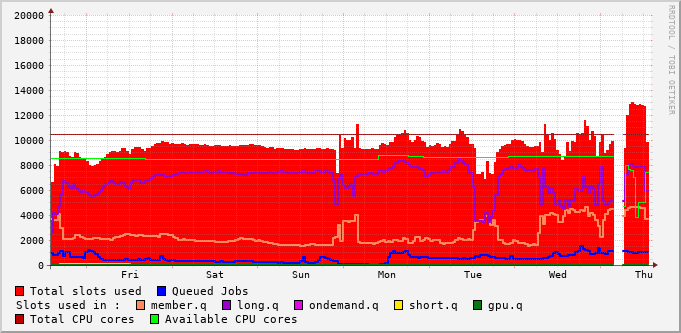 RRDTOOL / TOBI OETIKER
20000
18000
16000
14000
12000
10000
8000
6000
4000
2000
0
Fri Sat Sun Mon Tue Wed Thu
Total slots used Queued Jobs
Slots used in : member.q long.q ondemand.q short.q gpu.q
Total CPU cores Available CPU cores